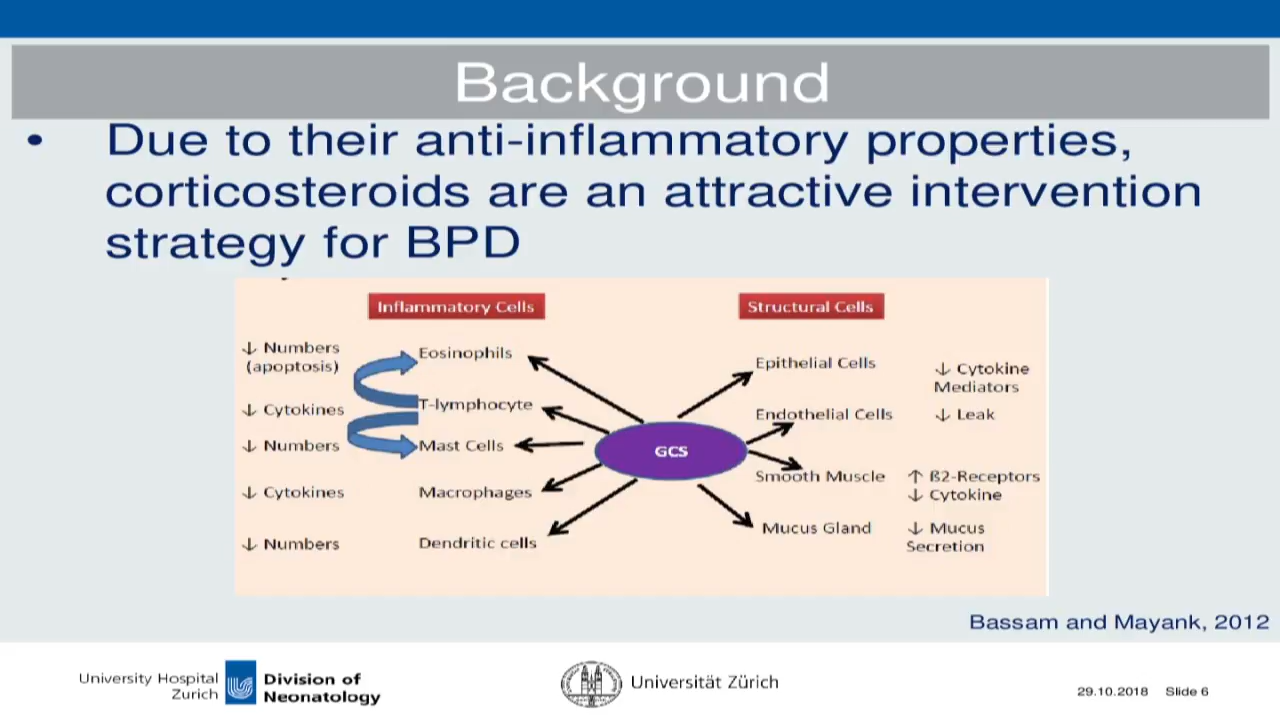 Background
• Due to their anti-inflammatory properties,
corticosteroids are an attractive intervention
strategy for BPD
Inflammatory Cells
Structural Cells
↓ Numbers
(apoptosis)
Eosinophils
↓ Cytokines
T-lymphocyte
↓ Numbers
Mast Cells
↓ Cytokines
Macrophages
↓ Numbers
Dendritic cells
GCS
Epithelial Cells
↓ Cytokine
Mediators
Endothelial Cells
↓ Leak
Smooth Muscle
↑ ß2-Receptors
↓ Cytokine
Mucus Gland
↓ Mucus
Secretion
Bassam and Mayank, 2012
University Hospital
Zurich
Division of
Neonatology
Universität Zürich
29.10.2018 Slide 6